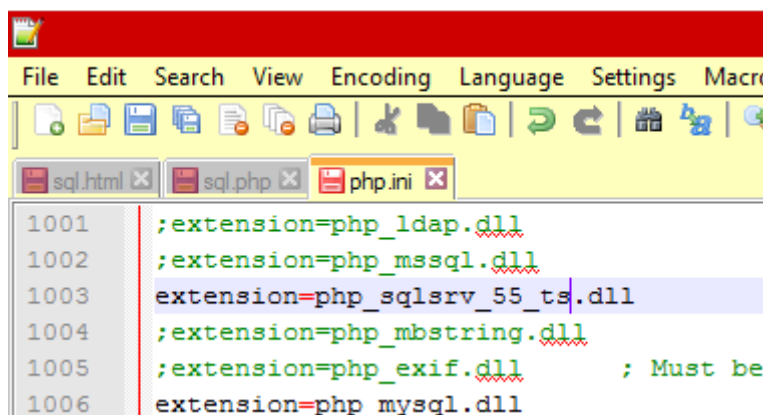 File Edit Search View Encoding Language Settings Macro
sql.html sql.php php.ini
1001 ;extension=php_ldap.dll
1002 ;extension=php_mssql.dll
1003 extension=php_sqlsrv_55_ts.dll
1004 ;extension=php_mbstring.dll
1005 ;extension=php_exif.dll ; Must be
1006 extension=php_mysql.dll